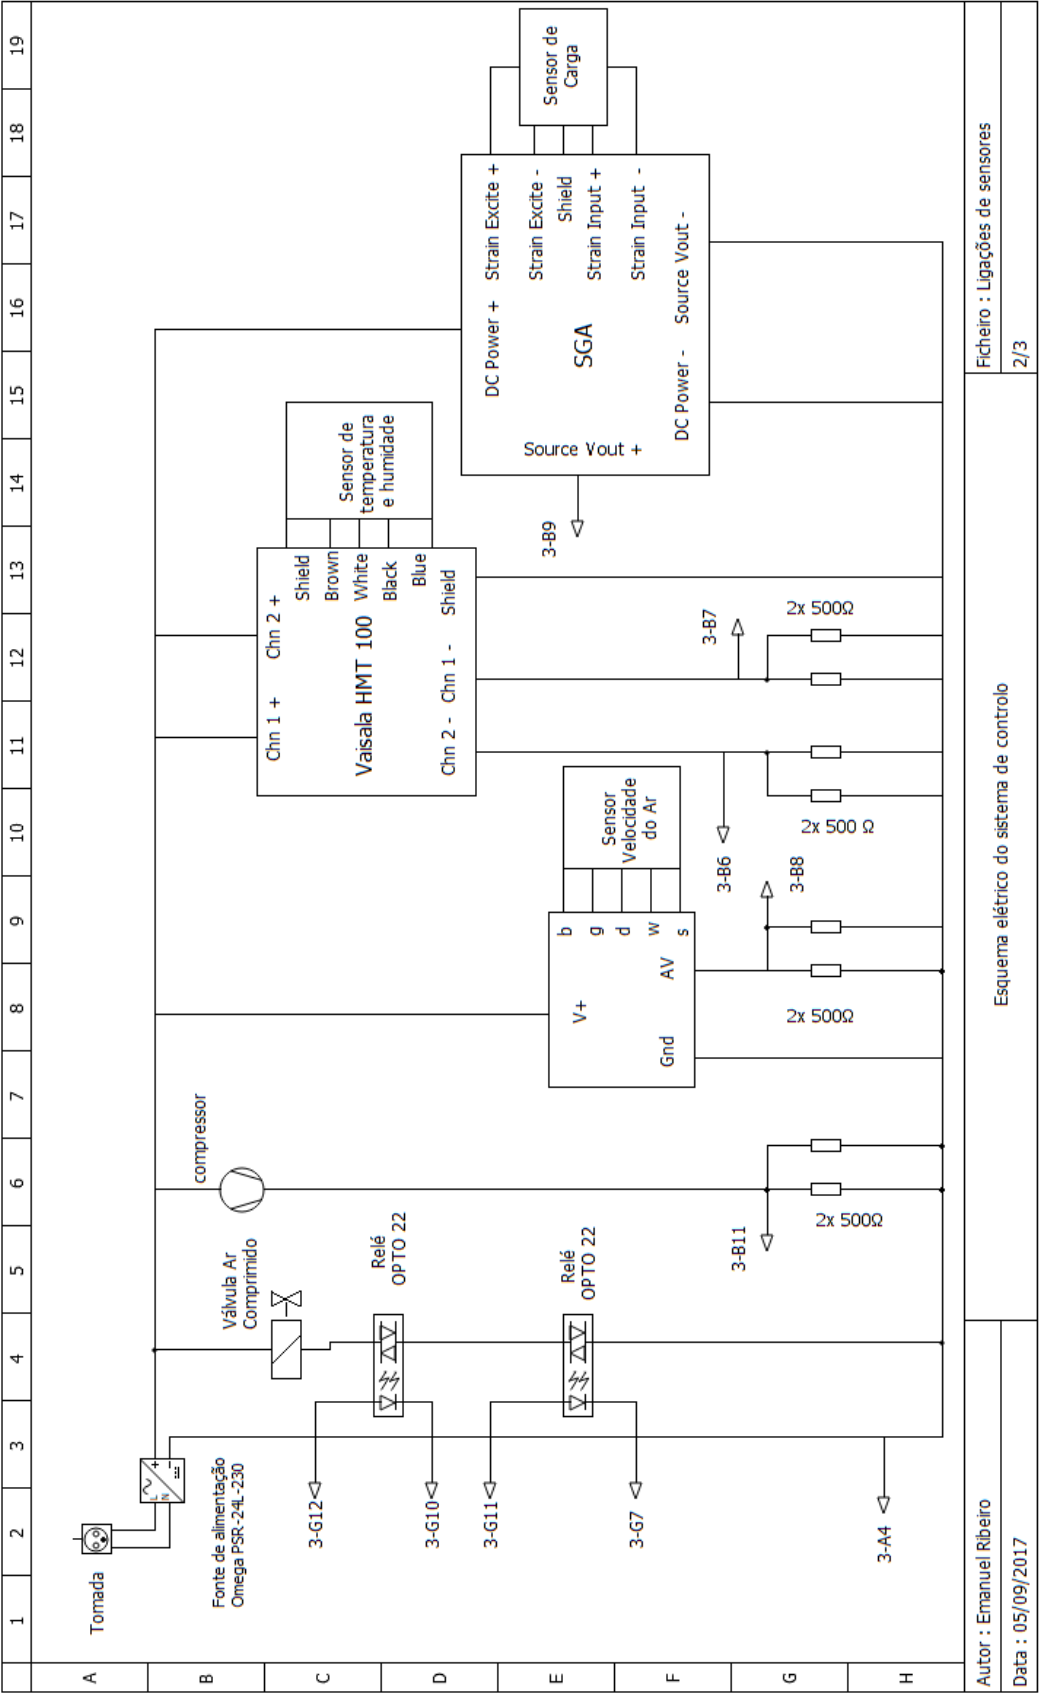 1
2
3
4
5
6
7
8
9
10
11
12
13
14
15
16
17
18
19
A
B
C
D
E
F
G
H
Tomada
L
N
+
Fonte de alimentação
Omega PSR-24L-230
Válvula Ar
Comprimido
compressor
Relé
OPTO 22
Relé
OPTO 22
3-G12
3-G10
3-G11
3-G7
3-A4
3-B11
2x 500Ω
V+
Gnd
AV
b
g
d
w
s
Sensor
Velocidade
do Ar
3-B8
2x 500Ω
3-B6
2x 500 Ω
3-B7
2x 500Ω
Chn 1 +
Chn 2 +
Vaisala HMT 100
Chn 2 -
Chn 1 -
Shield
Shield
Brown
White
Black
Blue
Sensor de
temperatura
e humidade
3-B9
Source Vout +
DC Power +
SGA
DC Power -
Source Vout -
Strain Excite +
Strain Excite -
Shield
Strain Input +
Strain Input -
Sensor de
Carga
Autor : Emanuel Ribeiro
Data : 05/09/2017
Esquema elétrico do sistema de controlo
Ficheiro : Ligações de sensores
2/3